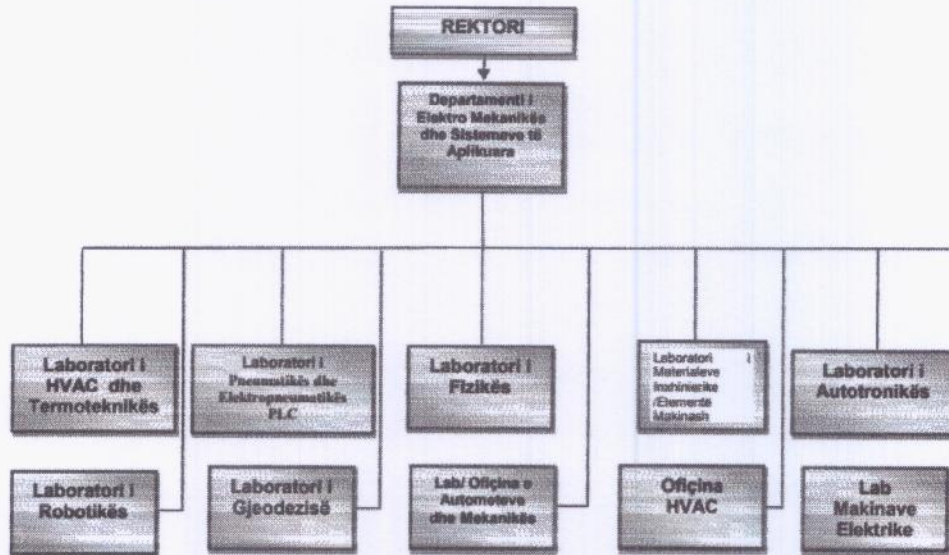 REKTORI
Departamenti i
Elektro Mekanikës
dhe Sistemeve të
Aplikuara
Laboratori i
HVAC dhe
Termoteknikës
Laboratori i
Pneumatikës dhe
Elektropneumatikës
PLC
Laboratori i
Fizikës
Laboratori i
Materialeve
Inxhinierike
/Elementë
Makinash
Laboratori i
Autotronikës
Laboratori i
Robotikës
Laboratori i
Gjeodezisë
Lab/ Ofiçina e
Automoteve
dhe Mekanikës
Ofiçina
HVAC
Lab
Makinave
Elektrike